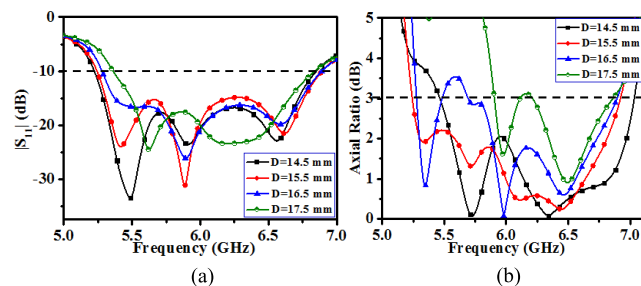 0
-10
-20
-30
|S₁₁| (dB)
D=14.5 mm
D=15.5 mm
D=16.5 mm
D=17.5 mm
5.0 5.5 6.0 6.5 7.0
Frequency (GHz)
(a)
5
4
3
2
1
0
Axial Ratio (dB)
D=14.5 mm
D=15.5 mm
D=16.5 mm
D=17.5 mm
5.0 5.5 6.0 6.5 7.0
Frequency (GHz)
(b)